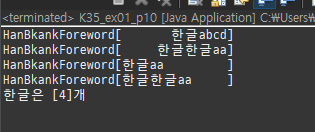 <terminated> K35_ex01_p10 [Java Application] C:₩Users₩
HanBkankForeword[      한글abcd]
HanBkankForeword[    한글한글aa]
HanBkankForeword[한글aa      ]
HanBkankForeword[한글한글aa    ]
한글은 [4]개